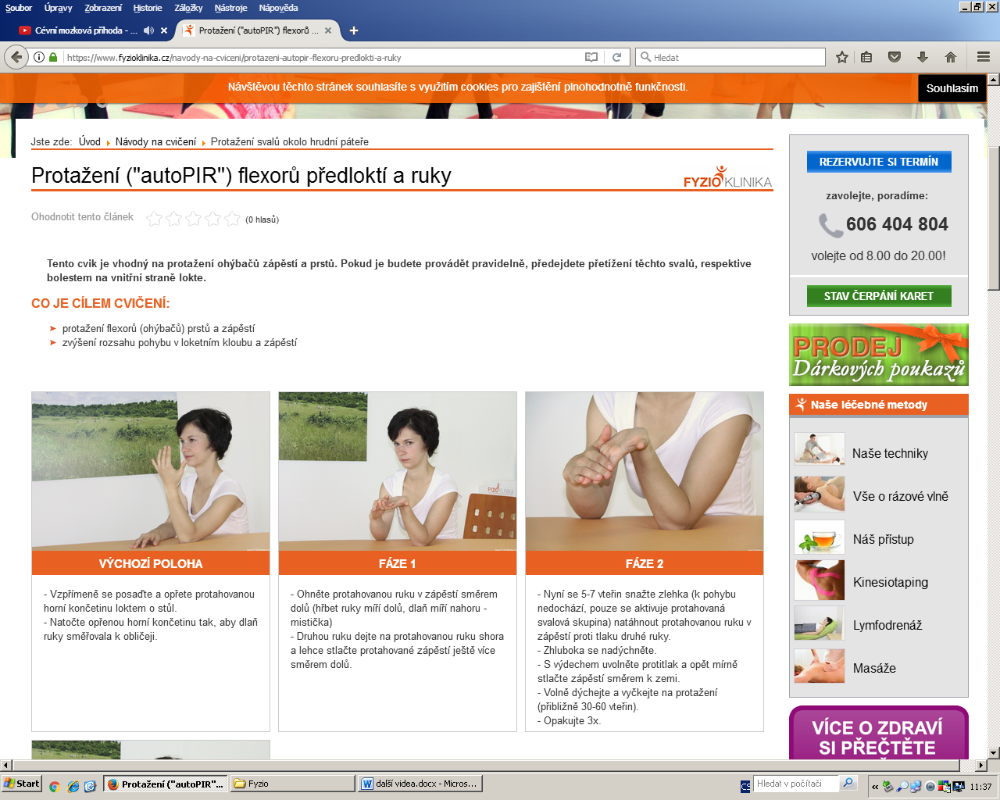 Soubor Úpravy Zobrazení Historie Záložky Nástroje Nápověda
Cévní mozková příhoda - ...
Protažení ("autoPIR") flexorů ...
https://www.fyzioklinika.cz/navody-na-cviceni/protazeni-autopir-flexoru-predlokti-a-ruky
Hledat
Návštěvou těchto stránek souhlasíte s využitím cookies pro zajištění plnohodnotné funkčnosti.
Souhlasím
Jste zde: Úvod Návody na cvičení Protažení svalů okolo hrudní páteře
Protažení ("autoPIR") flexorů předloktí a ruky
FYZIOKLINIKA
Ohodnotit tento článek (0 hlasů)
Tento cvik je vhodný na protažení ohýbačů zápěstí a prstů. Pokud je budete provádět pravidelně, předejdete přetížení těchto svalů, respektive
bolestem na vnitřní straně lokte.
CO JE CÍLEM CVIČENÍ:
protažení flexorů (ohýbačů) prstů a zápěstí
zvýšení rozsahu pohybu v loketním kloubu a zápěstí
VÝCHOZÍ POLOHA
- Vzpřímeně se posaďte a opřete protahovanou
horní končetinu loktem o stůl.
- Natočte opřenou horní končetinu tak, aby dlaň
ruky směřovala k obličeji.
FYZIOKLINIKA
FÁZE 1
- Ohněte protahovanou ruku v zápěstí směrem
dolů (hřbet ruky míří dolů, dlaň míří nahoru -
mistička)
- Druhou ruku dejte na protahovanou ruku shora
a lehce stlačte protahované zápěstí ještě více
směrem dolů.
FÁZE 2
- Nyní se 5-7 vteřin snažte zlehka (k pohybu
nedochází, pouze se aktivuje protahovaná
svalová skupina) natáhnout protahovanou ruku v
zápěstí proti tlaku druhé ruky.
- Zhluboka se nadýchněte.
- S výdechem uvolněte protitlak a opět mírně
stlačte zápěstí směrem k zemi.
- Volně dýchejte a vyčkejte na protažení
(přibližně 30-60 vteřin).
- Opakujte 3x.
REZERVUJTE SI TERMÍN
zavolejte, poradíme:
606 404 804
volejte od 8.00 do 20.00!
STAV ČERPÁNÍ KARET
PRODEJ
Dárkových poukazů
Naše léčebné metody
Naše techniky
Vše o rázové vlně
Náš přístup
Kinesiotaping
Lymfodrenáž
Masáže
VÍCE O ZDRAVÍ
SI PŘEČTĚTE
Start
Protažení ("autoPIR"...
Fyzio
další videa.docx - Micros...
CS
Hledat v počítači
11:37